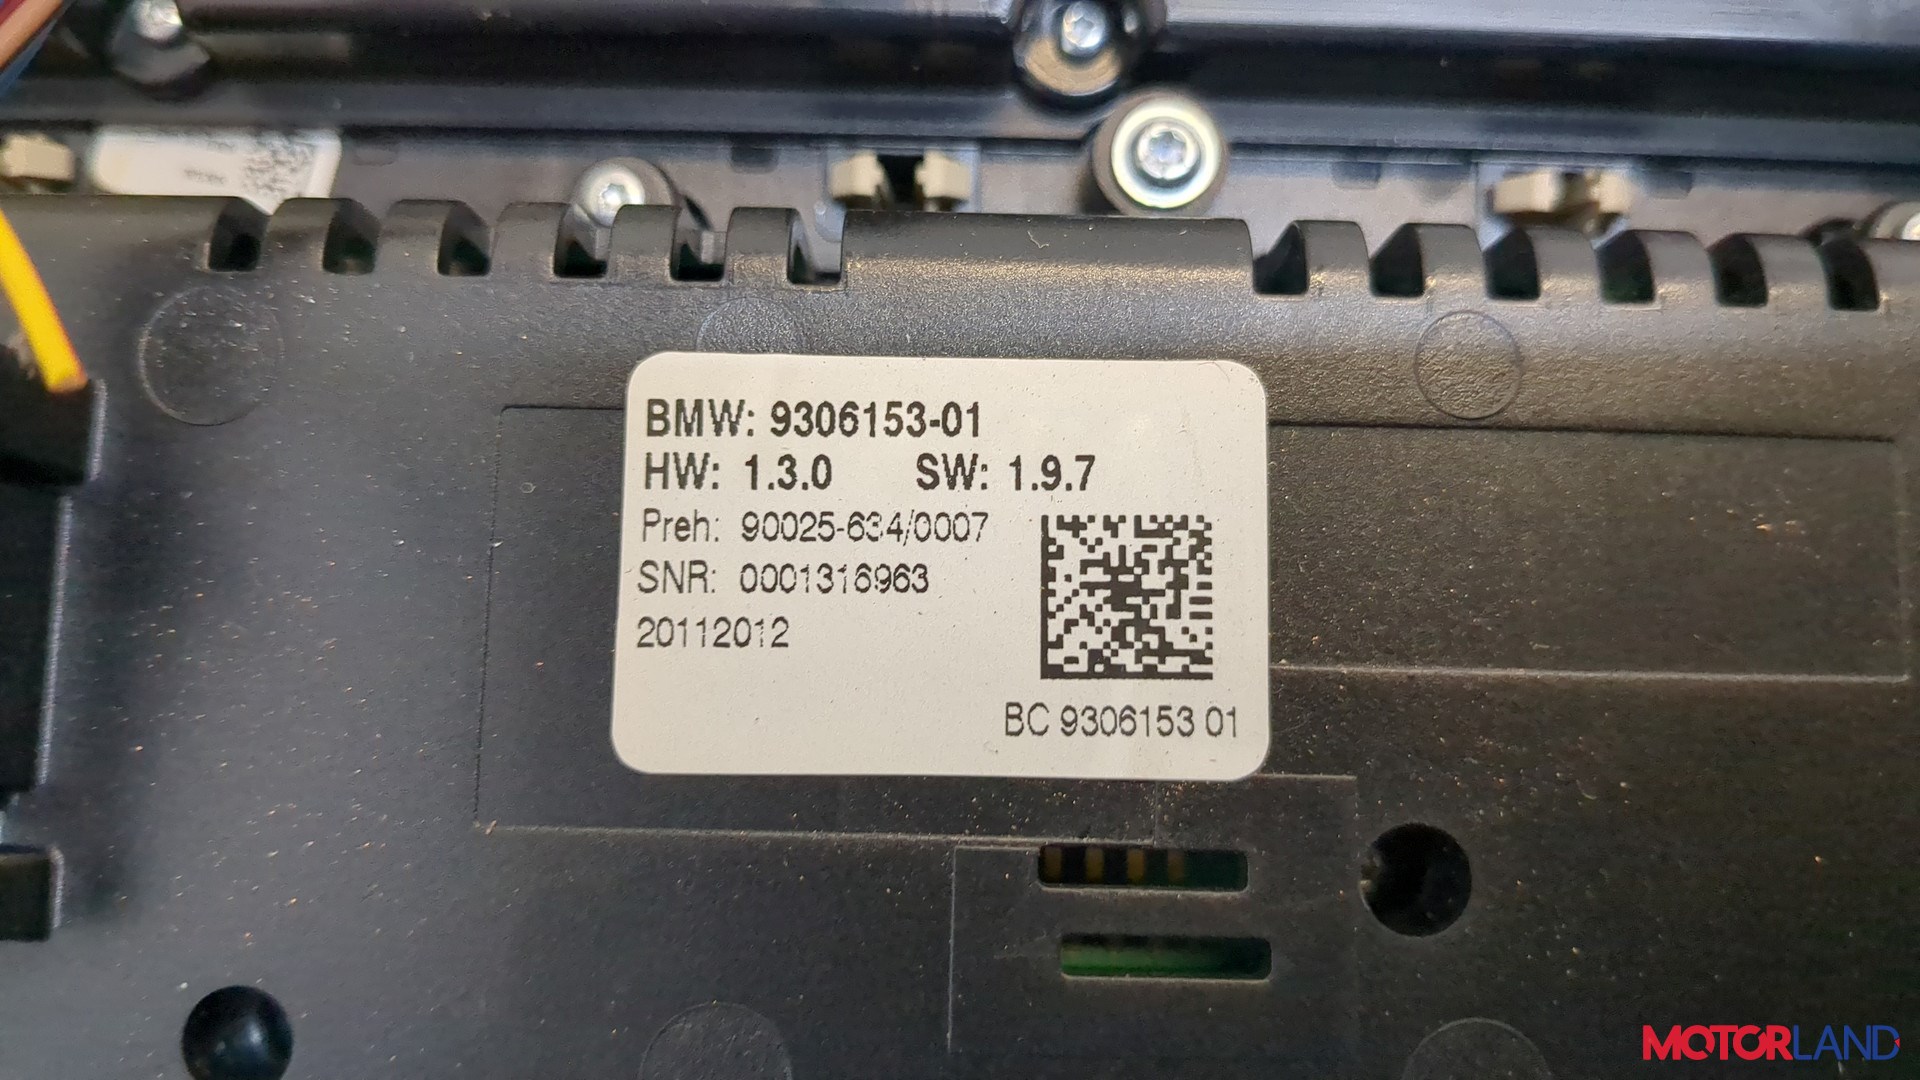 BMW: 9306153-01
HW: 1.3.0 SW: 1.9.7
Preh: 90025-634/0007
SNR: 0001316963
20112012
BC 9306153 01
MOTORLAND